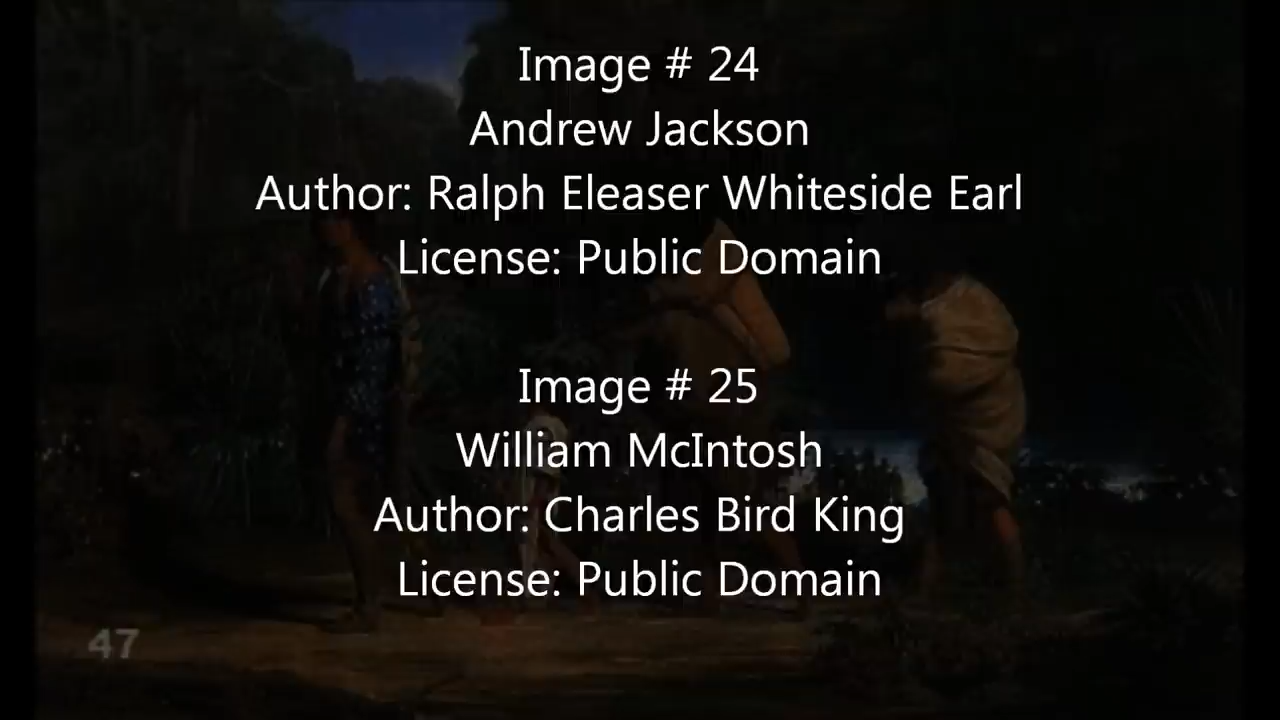 Image # 24
Andrew Jackson
Author: Ralph Eleaser Whiteside Earl
License: Public Domain
Image # 25
William McIntosh
Author: Charles Bird King
License: Public Domain
47